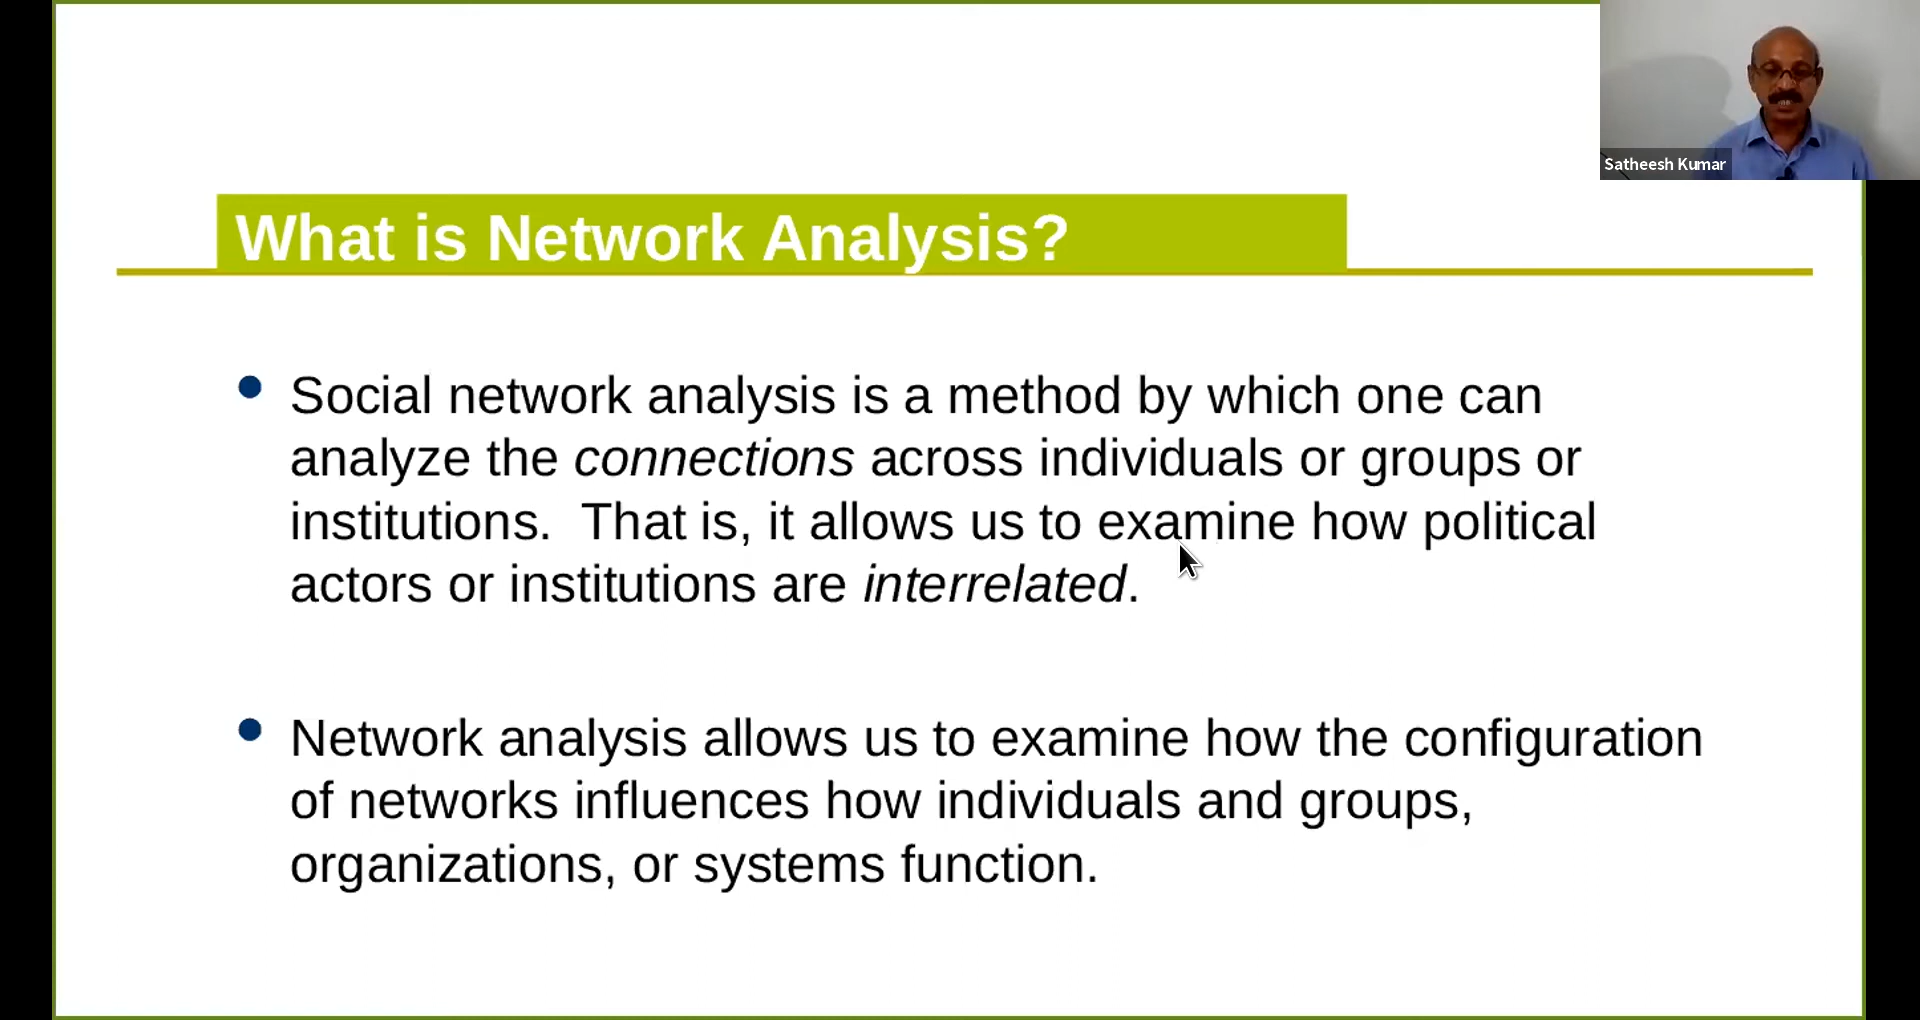 Satheesh Kumar
What is Network Analysis?
Social network analysis is a method by which one can
analyze the connections across individuals or groups or
institutions.  That is, it allows us to examine how political
actors or institutions are interrelated.
Network analysis allows us to examine how the configuration
of networks influences how individuals and groups,
organizations, or systems function.